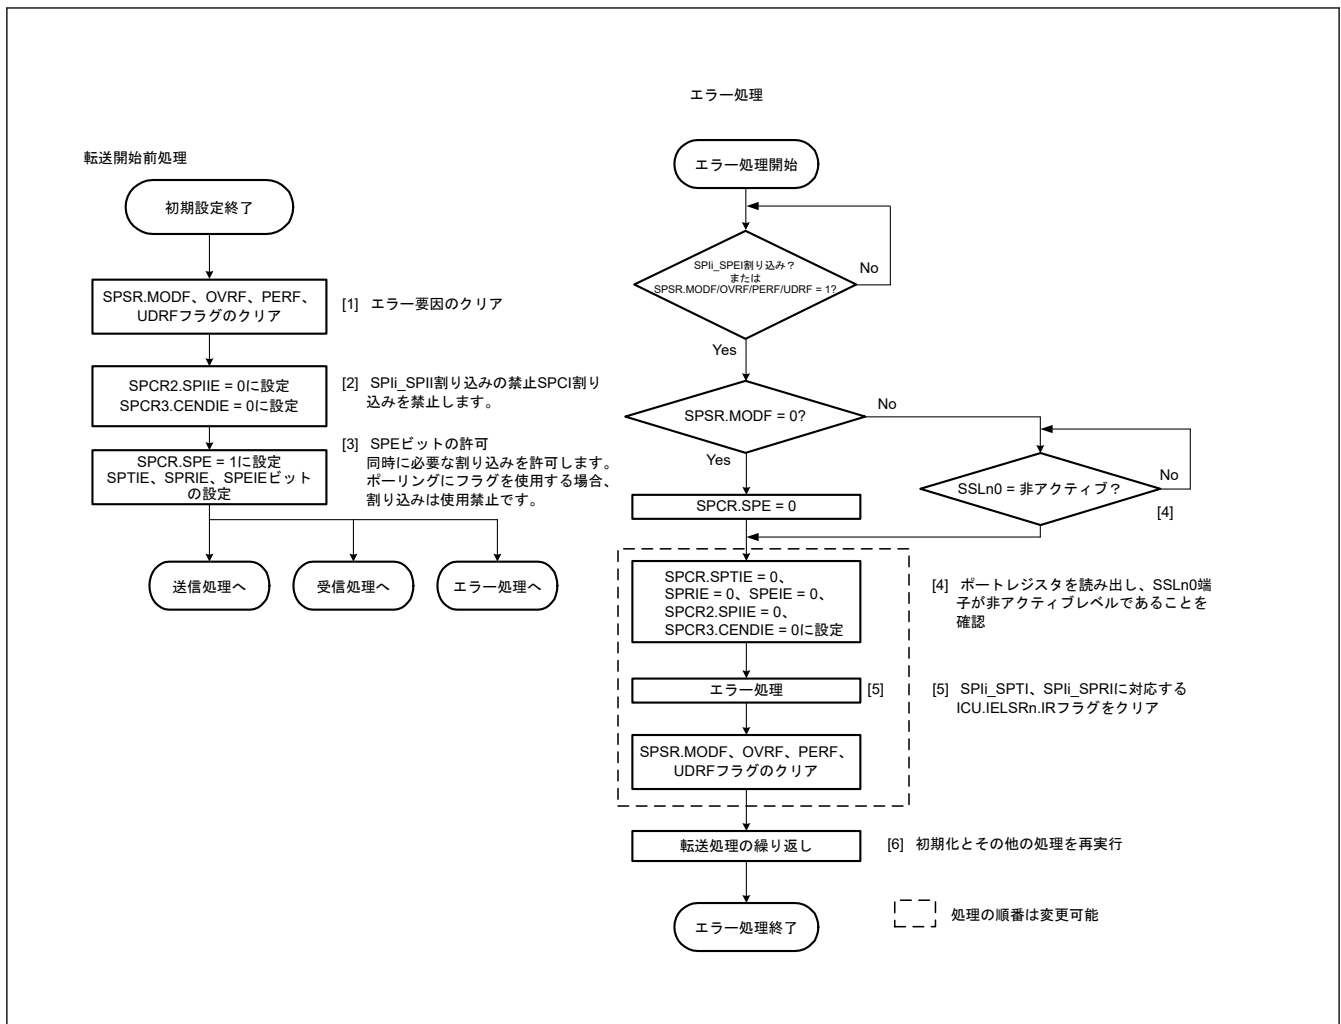 転送開始前処理
初期設定終了
SPSR.MODF、OVRF、PERF、
UDRFフラグのクリア
[1] エラー要因のクリア
SPCR2.SPIIE = 0に設定
SPCR3.CENDIE = 0に設定
[2] SPIi_SPII割り込みの禁止SPCI割り
込みを禁止します。
SPCR.SPE = 1に設定
SPTIE、SPRIE、SPEIEビット
の設定
[3] SPEビットの許可
同時に必要な割り込みを許可します。
ポーリングにフラグを使用する場合、
割り込みは使用禁止です。
送信処理へ
受信処理へ
エラー処理へ
エラー処理
エラー処理開始
SPIi_SPEI割り込み？
または
SPSR.MODF/OVRF/PERF/UDRF = 1?
No
Yes
SPSR.MODF = 0?
No
Yes
SSLn0 = 非アクティブ？
No
[4]
SPCR.SPE = 0
SPCR.SPTIE = 0、
SPRIE = 0、SPEIE = 0、
SPCR2.SPIIE = 0、
SPCR3.CENDIE = 0に設定
[4] ポートレジスタを読み出し、SSLn0端
子が非アクティブレベルであることを
確認
エラー処理
[5]
[5] SPIi_SPTI、SPIi_SPRIに対応する
ICU.IELSRn.IRフラグをクリア
SPSR.MODF、OVRF、PERF、
UDRFフラグのクリア
転送処理の繰り返し
[6] 初期化とその他の処理を再実行
エラー処理終了
処理の順番は変更可能